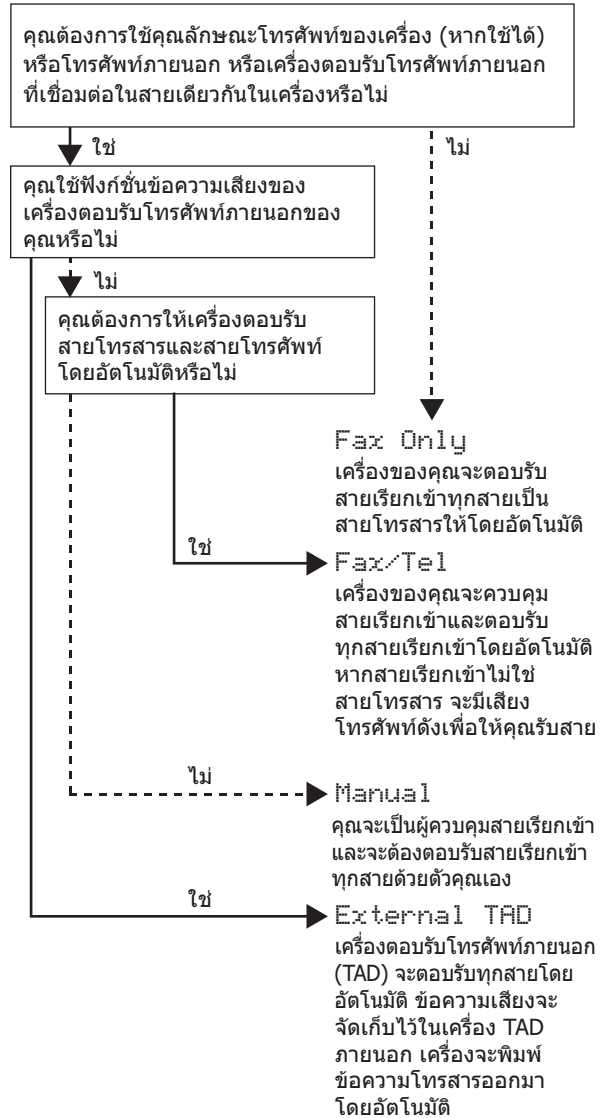 คุณต้องการใช้คุณลักษณะโทรศัพท์ของเครื่อง (หากใช้ได้)
หรือโทรศัพท์ภายนอก หรือเครื่องตอบรับโทรศัพท์ภายนอก
ที่เชื่อมต่อในสายเดียวกันในเครื่องหรือไม่
ใช่
ไม่
คุณใช้ฟังก์ชั่นข้อความเสียงของ
เครื่องตอบรับโทรศัพท์ภายนอกของ
คุณหรือไม่
ไม่
คุณต้องการให้เครื่องตอบรับ
สายโทรสารและสายโทรศัพท์
โดยอัตโนมัติหรือไม่
Fax Only
เครื่องของคุณจะตอบรับ
สายเรียกเข้าทุกสายเป็น
สายโทรสารให้โดยอัตโนมัติ
ใช่
Fax/Tel
เครื่องของคุณจะควบคุม
สายเรียกเข้าและตอบรับ
ทุกสายเรียกเข้าโดยอัตโนมัติ
หากสายเรียกเข้าไม่ใช่
สายโทรสาร จะมีเสียง
โทรศัพท์ดังเพื่อให้คุณรับสาย
ไม่
Manual
คุณจะเป็นผู้ควบคุมสายเรียกเข้า
และจะต้องตอบรับสายเรียกเข้า
ทุกสายด้วยตัวคุณเอง
ใช่
External TAD
เครื่องตอบรับโทรศัพท์ภายนอก
(TAD) จะตอบรับทุกสายโดย
อัตโนมัติ ข้อความเสียงจะ
จัดเก็บไว้ในเครื่อง TAD
ภายนอก เครื่องจะพิมพ์
ข้อความโทรสารออกมา
โดยอัตโนมัติ